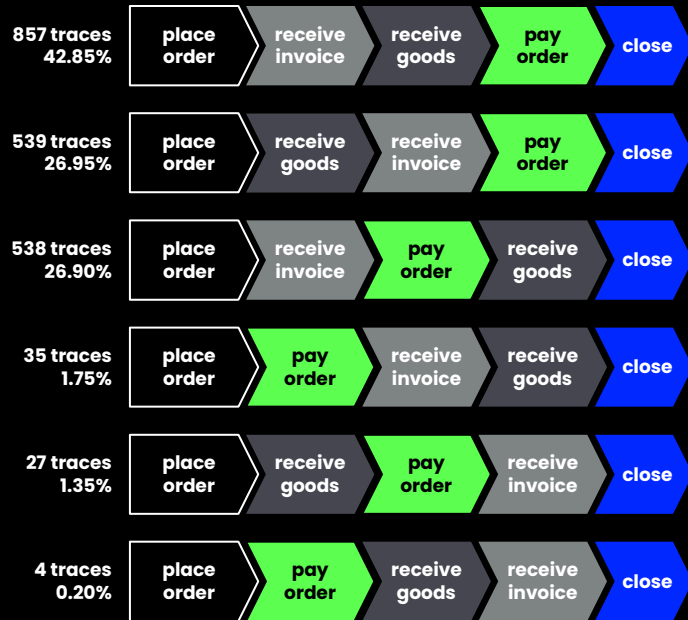 857 traces
42.85%
place
order
receive
invoice
receive
goods
pay
order
close
539 traces
26.95%
place
order
receive
goods
receive
invoice
pay
order
close
538 traces
26.90%
place
order
receive
invoice
pay
order
receive
goods
close
35 traces
1.75%
place
order
pay
order
receive
invoice
receive
goods
close
27 traces
1.35%
place
order
receive
goods
pay
order
receive
invoice
close
4 traces
0.20%
place
order
pay
order
receive
goods
receive
invoice
close